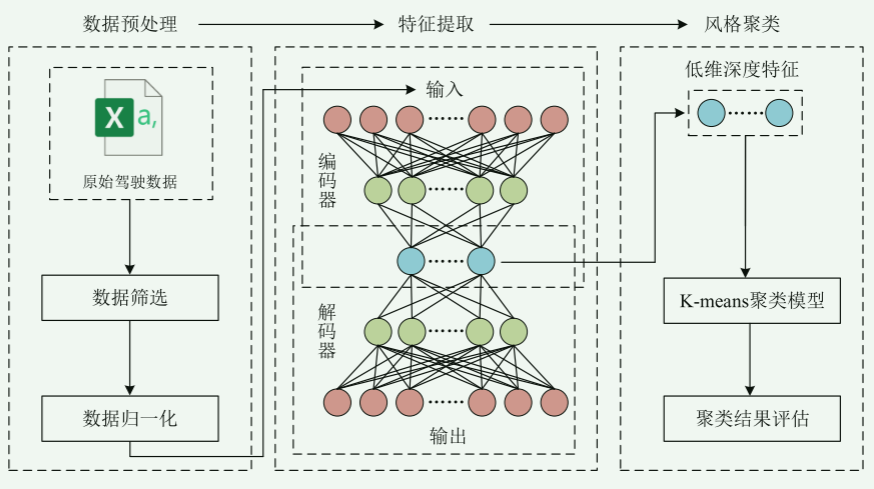 数据预处理
特征提取
风格聚类
X a,
原始驾驶数据
数据筛选
数据归一化
输入
编码器
解码器
输出
低维深度特征
K-means聚类模型
聚类结果评估